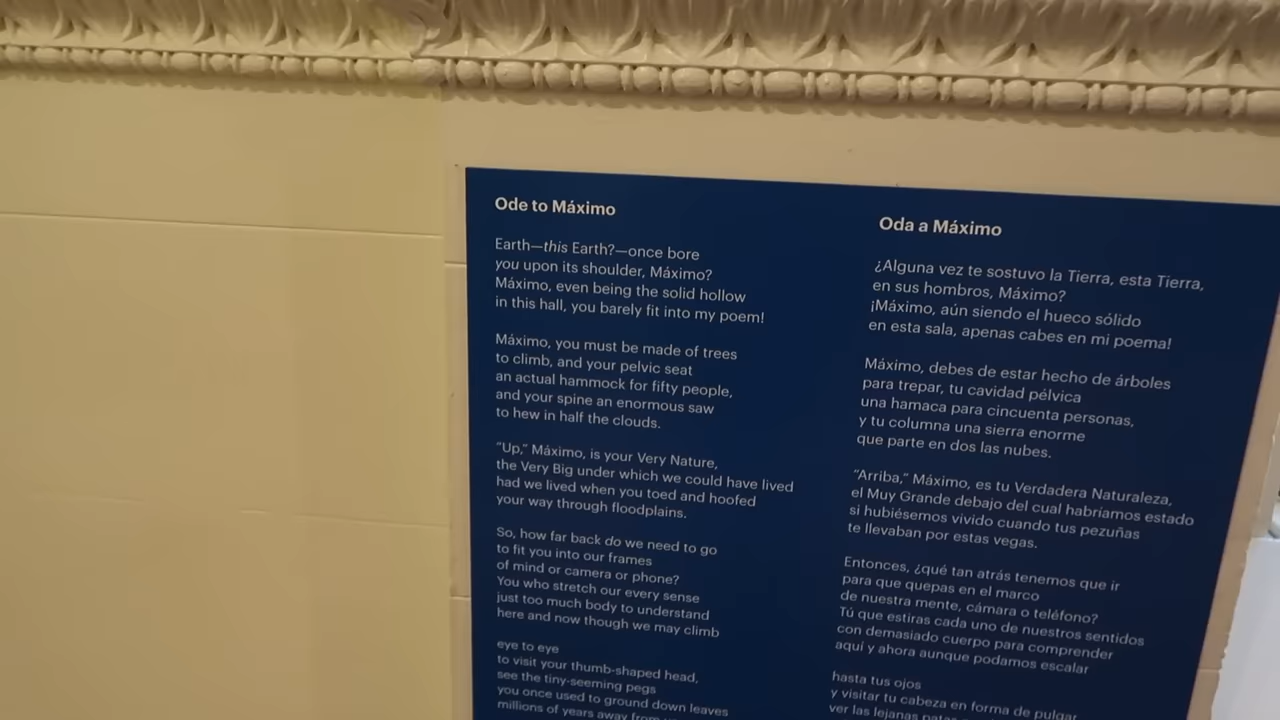 Ode to Máximo
Earth—this Earth?—once bore
you upon its shoulder, Máximo?
Máximo, even being the solid hollow
in this hall, you barely fit into my poem!
Máximo, you must be made of trees
to climb, and your pelvic seat
an actual hammock for fifty people,
and your spine an enormous saw
to hew in half the clouds.
“Up,” Máximo, is your Very Nature,
the Very Big under which we could have lived
had we lived when you toed and hoofed
your way through floodplains.
So, how far back do we need to go
to fit you into our frames
of mind or camera or phone?
You who stretch our every sense
just too much body to understand
here and now though we may climb
eye to eye
to visit your thumb-shaped head,
see the tiny-seeming pegs
you once used to ground down leaves
millions of years away from
Oda a Máximo
¿Alguna vez te sostuvo la Tierra, esta Tierra,
en sus hombros, Máximo?
¡Máximo, aún siendo el hueco sólido
en esta sala, apenas cabes en mi poema!
Máximo, debes de estar hecho de árboles
para trepar, tu cavidad pélvica
una hamaca para cincuenta personas,
y tu columna una sierra enorme
que parte en dos las nubes.
“Arriba,” Máximo, es tu Verdadera Naturaleza,
el Muy Grande debajo del cual habríamos estado
si hubiésemos vivido cuando tus pezuñas
te llevaban por estas vegas.
Entonces, ¿qué tan atrás tenemos que ir
para que quepas en el marco
de nuestra mente, cámara o teléfono?
Tú que estiras cada uno de nuestros sentidos
con demasiado cuerpo para comprender
aquí y ahora aunque podamos escalar
hasta tus ojos
y visitar tu cabeza en forma de pulgar,
ver las lejanas